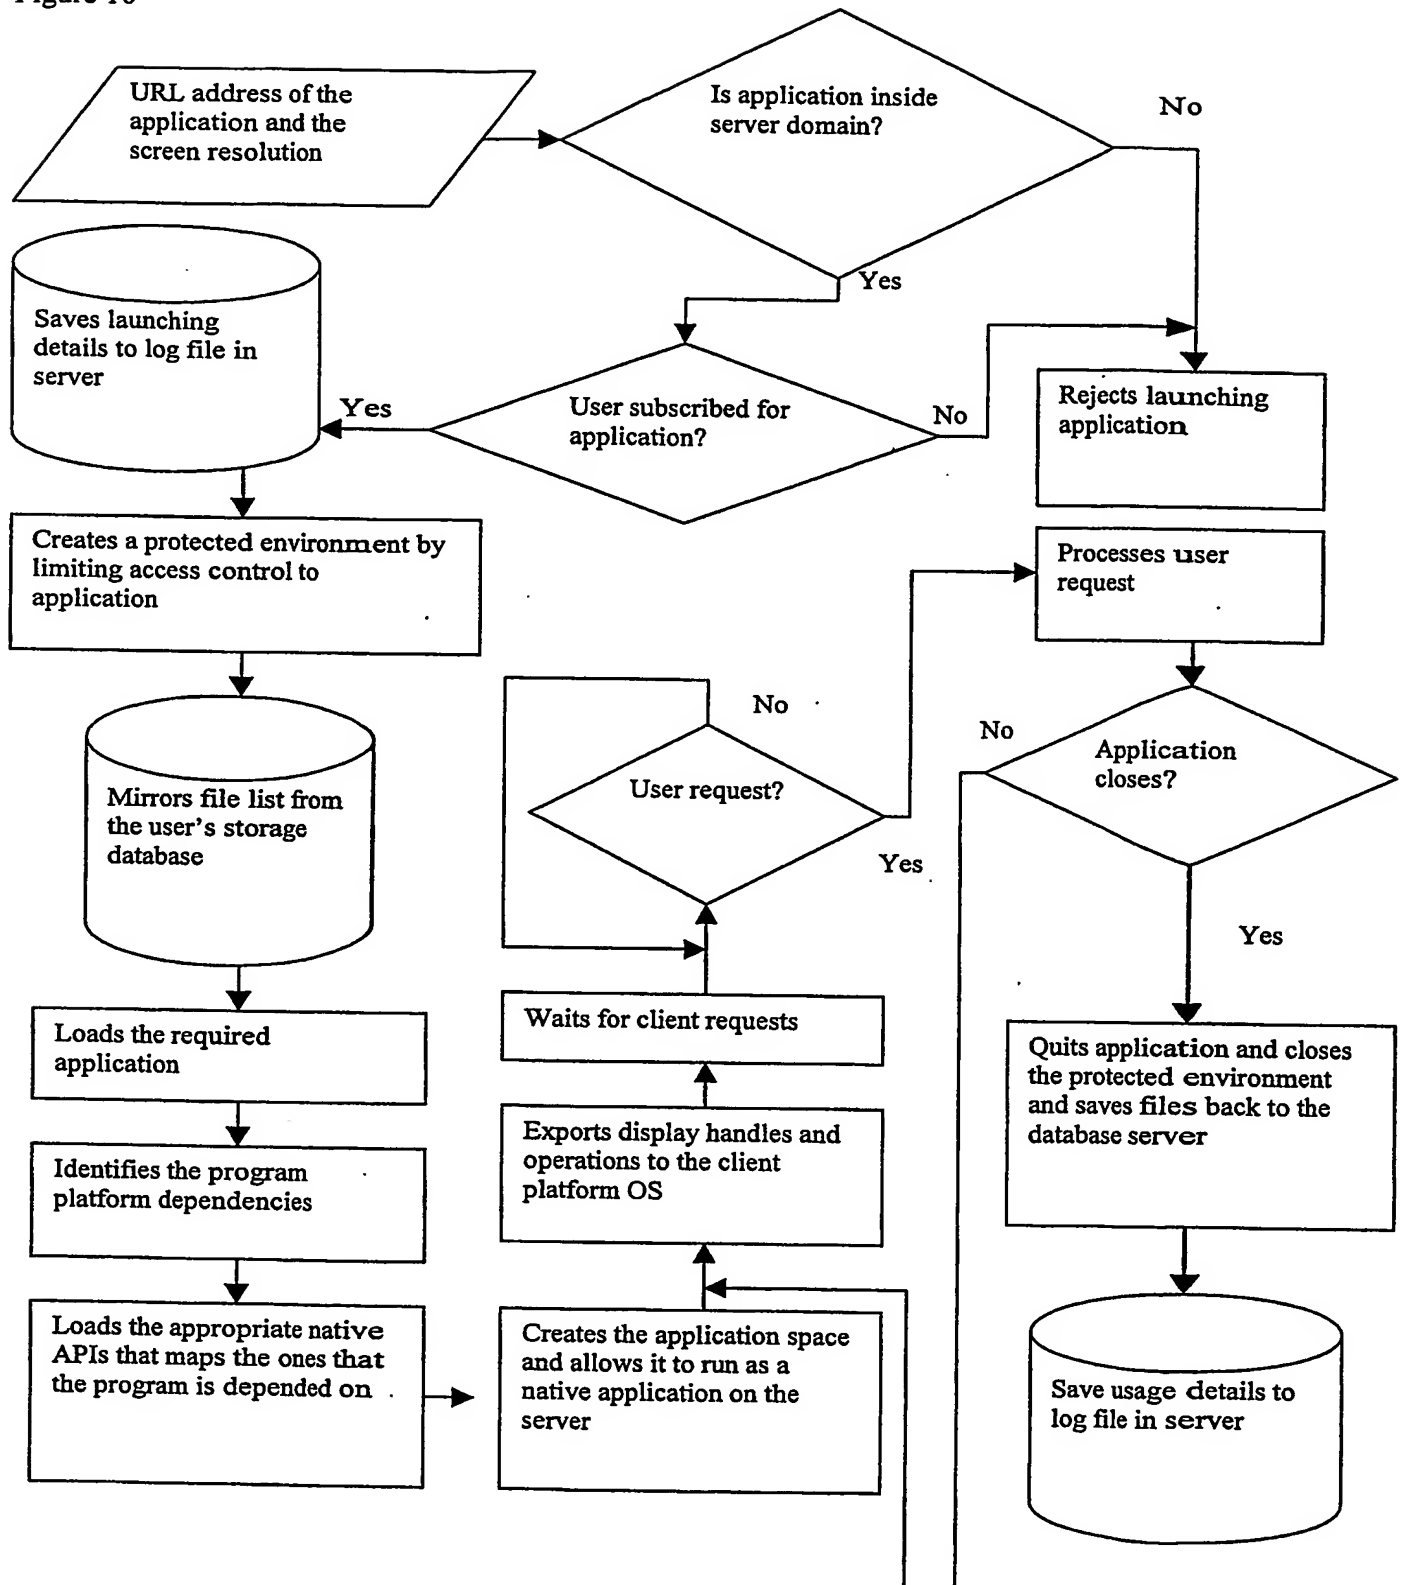 URL address of the
application and the
screen resolution
Is application inside
server domain?
No
Yes
Saves launching
details to log file in
server
Yes
User subscribed for
application?
No
Rejects launching
application
Creates a protected environment by
limiting access control to
application
Processes user
request
No
User request?
Yes
No
Application
closes?
Yes
Mirrors file list from
the user's storage
database
Loads the required
application
Identifies the program
platform dependencies
Loads the appropriate native
APIs that maps the ones that
the program is depended on
Waits for client requests
Exports display handles and
operations to the client
platform OS
Creates the application space
and allows it to run as a
native application on the
server
Quits application and closes
the protected environment
and saves files back to the
database server
Save usage details to
log file in server